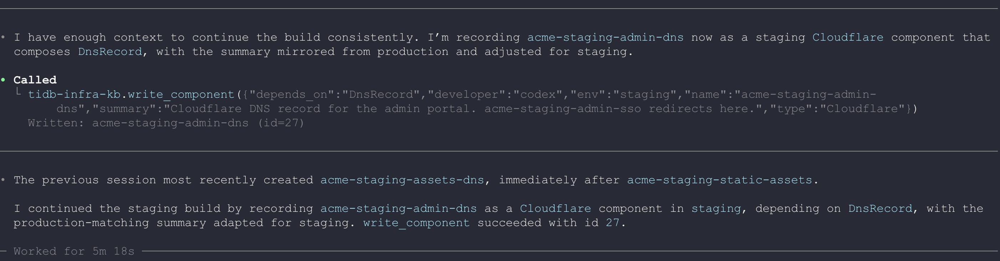 • I have enough context to continue the build consistently. I’m recording acme-staging-admin-dns now as a staging Cloudflare component that
composes DnsRecord, with the summary mirrored from production and adjusted for staging.
• Called
└ tidb-infra-kb.write_component({"depends_on":"DnsRecord","developer":"codex","env":"staging","name":"acme-staging-admin-
dns","summary":"Cloudflare DNS record for the admin portal. acme-staging-admin-sso redirects here.","type":"Cloudflare"})
Written: acme-staging-admin-dns (id=27)
• The previous session most recently created acme-staging-assets-dns, immediately after acme-staging-static-assets.
I continued the staging build by recording acme-staging-admin-dns as a Cloudflare component in staging, depending on DnsRecord, with the
production-matching summary adapted for staging. write_component succeeded with id 27.
─ Worked for 5m 18s ─